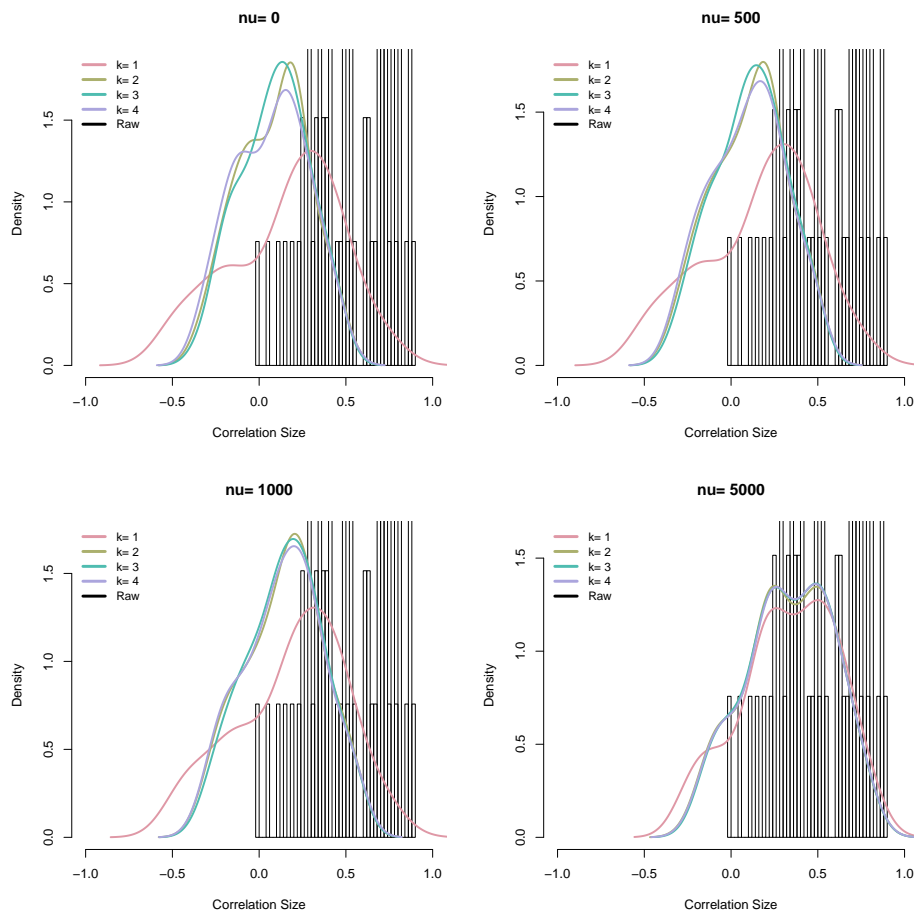 nu= 0
k= 1
k= 2
k= 3
k= 4
Raw
Density
0.0
0.5
1.0
1.5
−1.0
−0.5
0.0
0.5
1.0
Correlation Size
nu= 500
k= 1
k= 2
k= 3
k= 4
Raw
Density
0.0
0.5
1.0
1.5
−1.0
−0.5
0.0
0.5
1.0
Correlation Size
nu= 1000
k= 1
k= 2
k= 3
k= 4
Raw
Density
0.0
0.5
1.0
1.5
−1.0
−0.5
0.0
0.5
1.0
Correlation Size
nu= 5000
k= 1
k= 2
k= 3
k= 4
Raw
Density
0.0
0.5
1.0
1.5
−1.0
−0.5
0.0
0.5
1.0
Correlation Size